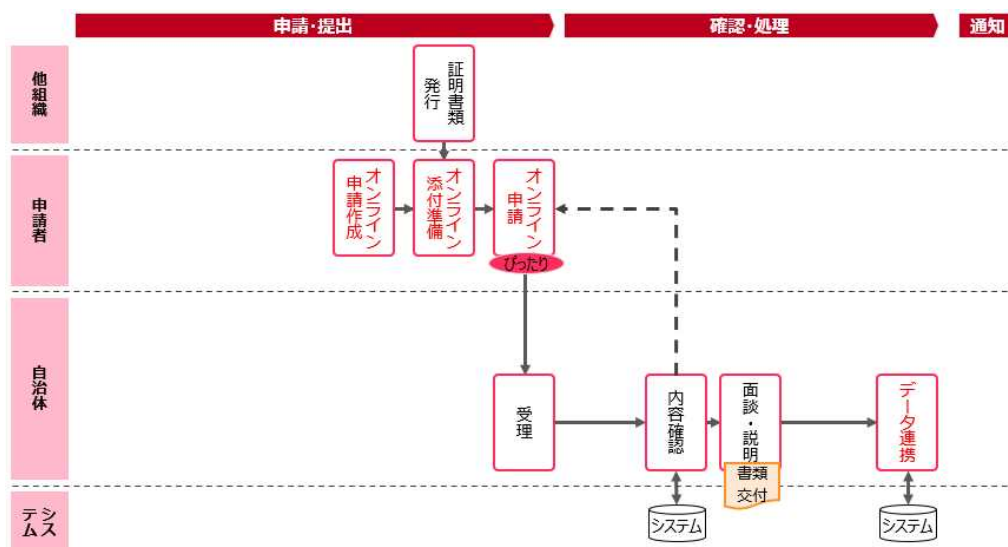 申請・提出
確認・処理
通知
他組織
証明書類
発行
申請者
オンライン
申請作成
オンライン
添付準備
オンライン
申請
ぴったり
自治体
受理
内容確認
面談・説明
書類
交付
データ連携
システム
システム
システム